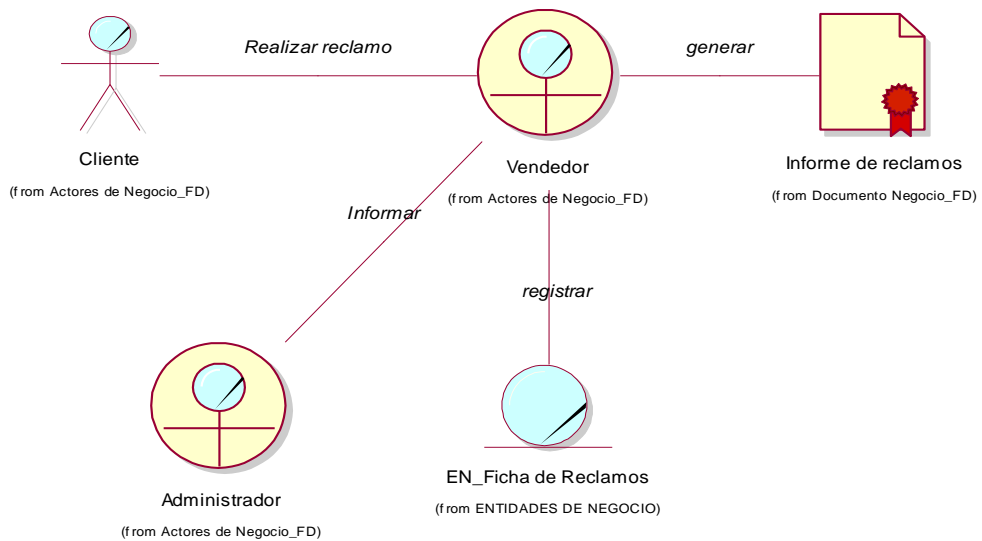 Realizar reclamo
generar
Cliente
(from Actores de Negocio_FD)
Vendedor
(from Actores de Negocio_FD)
Informe de reclamos
(from Documento Negocio_FD)
Informar
registrar
Administrador
(from Actores de Negocio_FD)
EN_Ficha de Reclamos
(from ENTIDADES DE NEGOCIO)